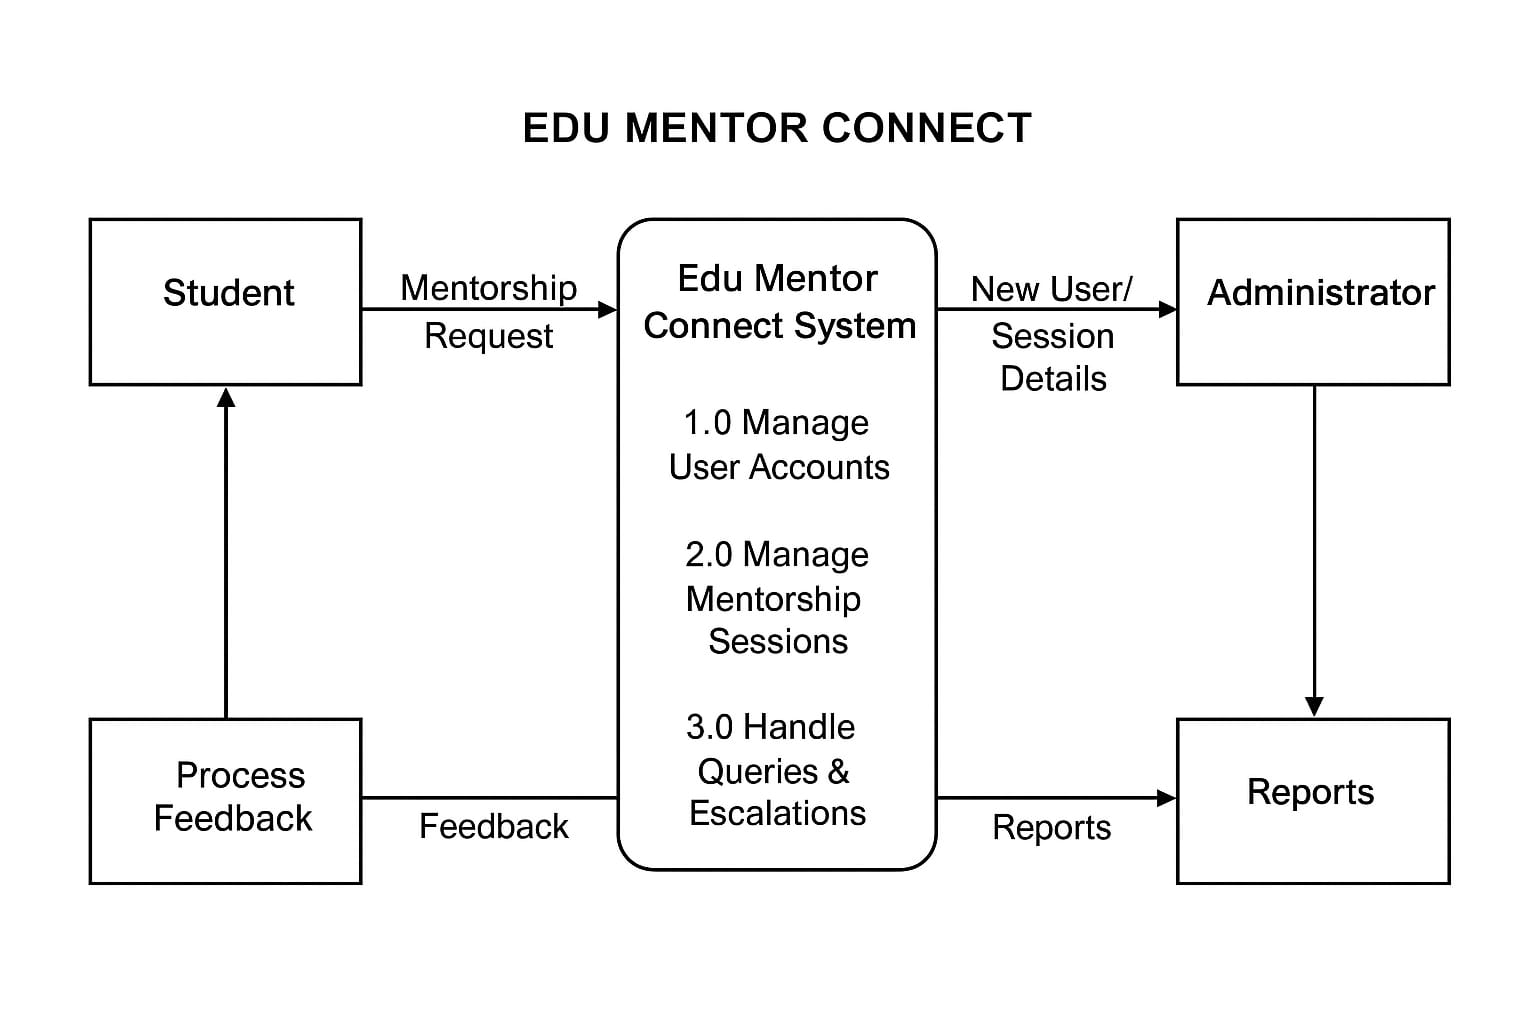 EDU MENTOR CONNECT
Student
Mentorship
Request
Edu Mentor
Connect System
1.0 Manage
User Accounts
2.0 Manage
Mentorship
Sessions
3.0 Handle
Queries &
Escalations
New User/
Session
Details
Administrator
Process
Feedback
Feedback
Reports
Reports